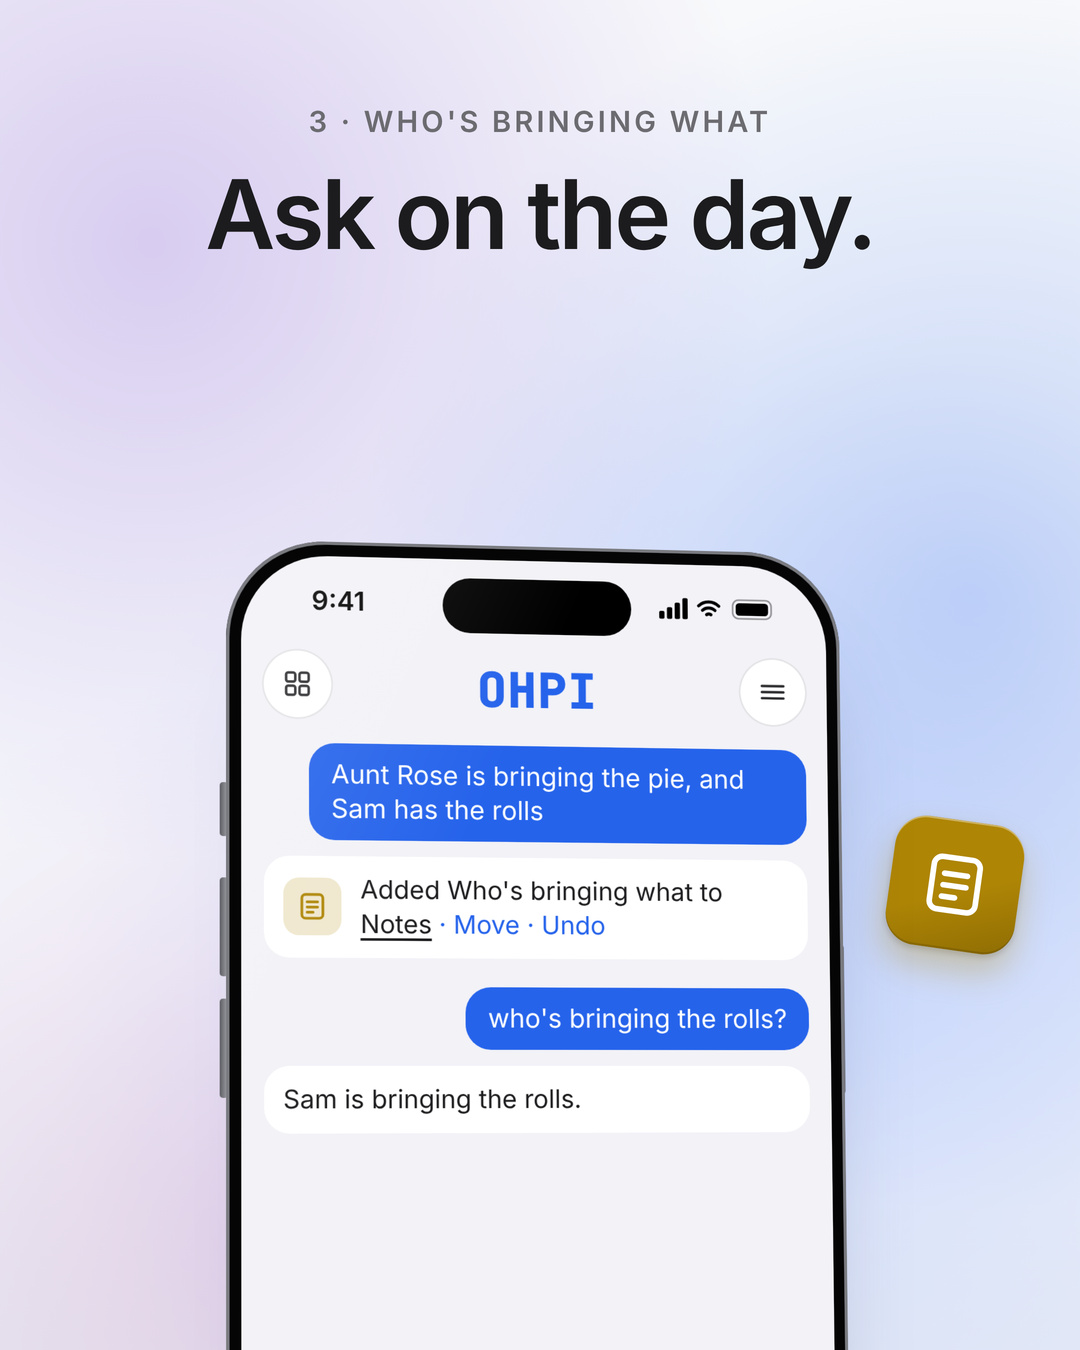 3 · WHO'S BRINGING WHAT
Ask on the day.
9:41
OHPI
Aunt Rose is bringing the pie, and
Sam has the rolls
Added Who's bringing what to
Notes · Move · Undo
who's bringing the rolls?
Sam is bringing the rolls.